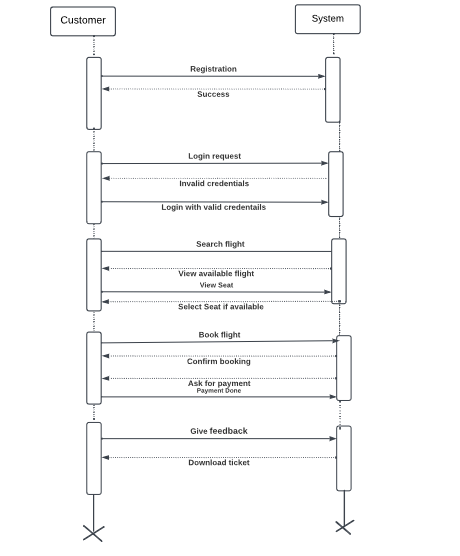 Customer
System
Registration
Success
Login request
Invalid credentials
Login with valid credentails
Search flight
View available flight
View Seat
Select Seat if available
Book flight
Confirm booking
Ask for payment
Payment Done
Give feedback
Download ticket